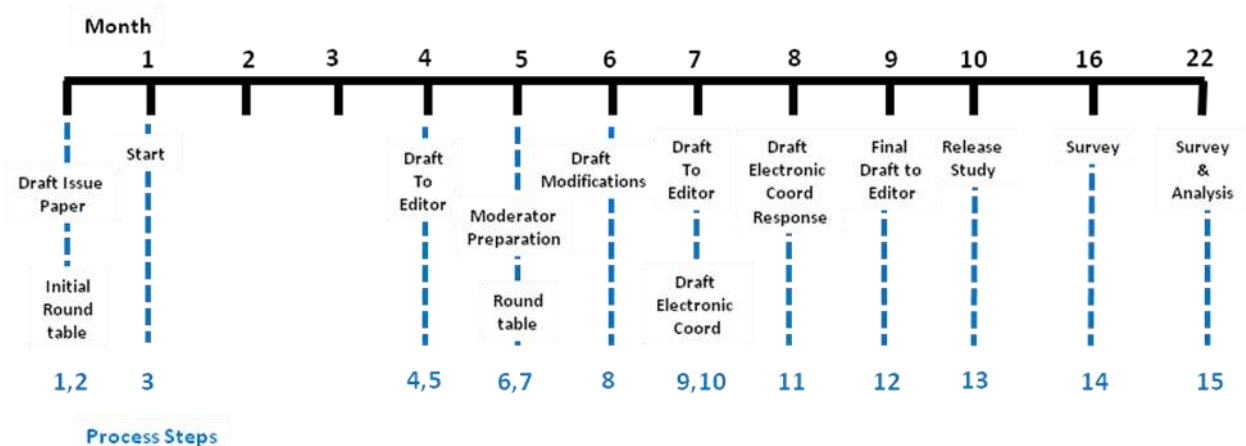 Month
1 2 3 4 5 6 7 8 9 10 16 22
Draft Issue
Paper
Initial
Round
table
Start
Draft
To
Editor
Moderator
Preparation
Round
table
Draft
Modifications
Draft
To
Editor
Draft
Electronic
Coord
Draft
Electronic
Coord
Response
Final
Draft to
Editor
Release
Study
Survey
Survey
&
Analysis
1,2 3 4,5 6,7 8 9,10 11 12 13 14 15
Process Steps